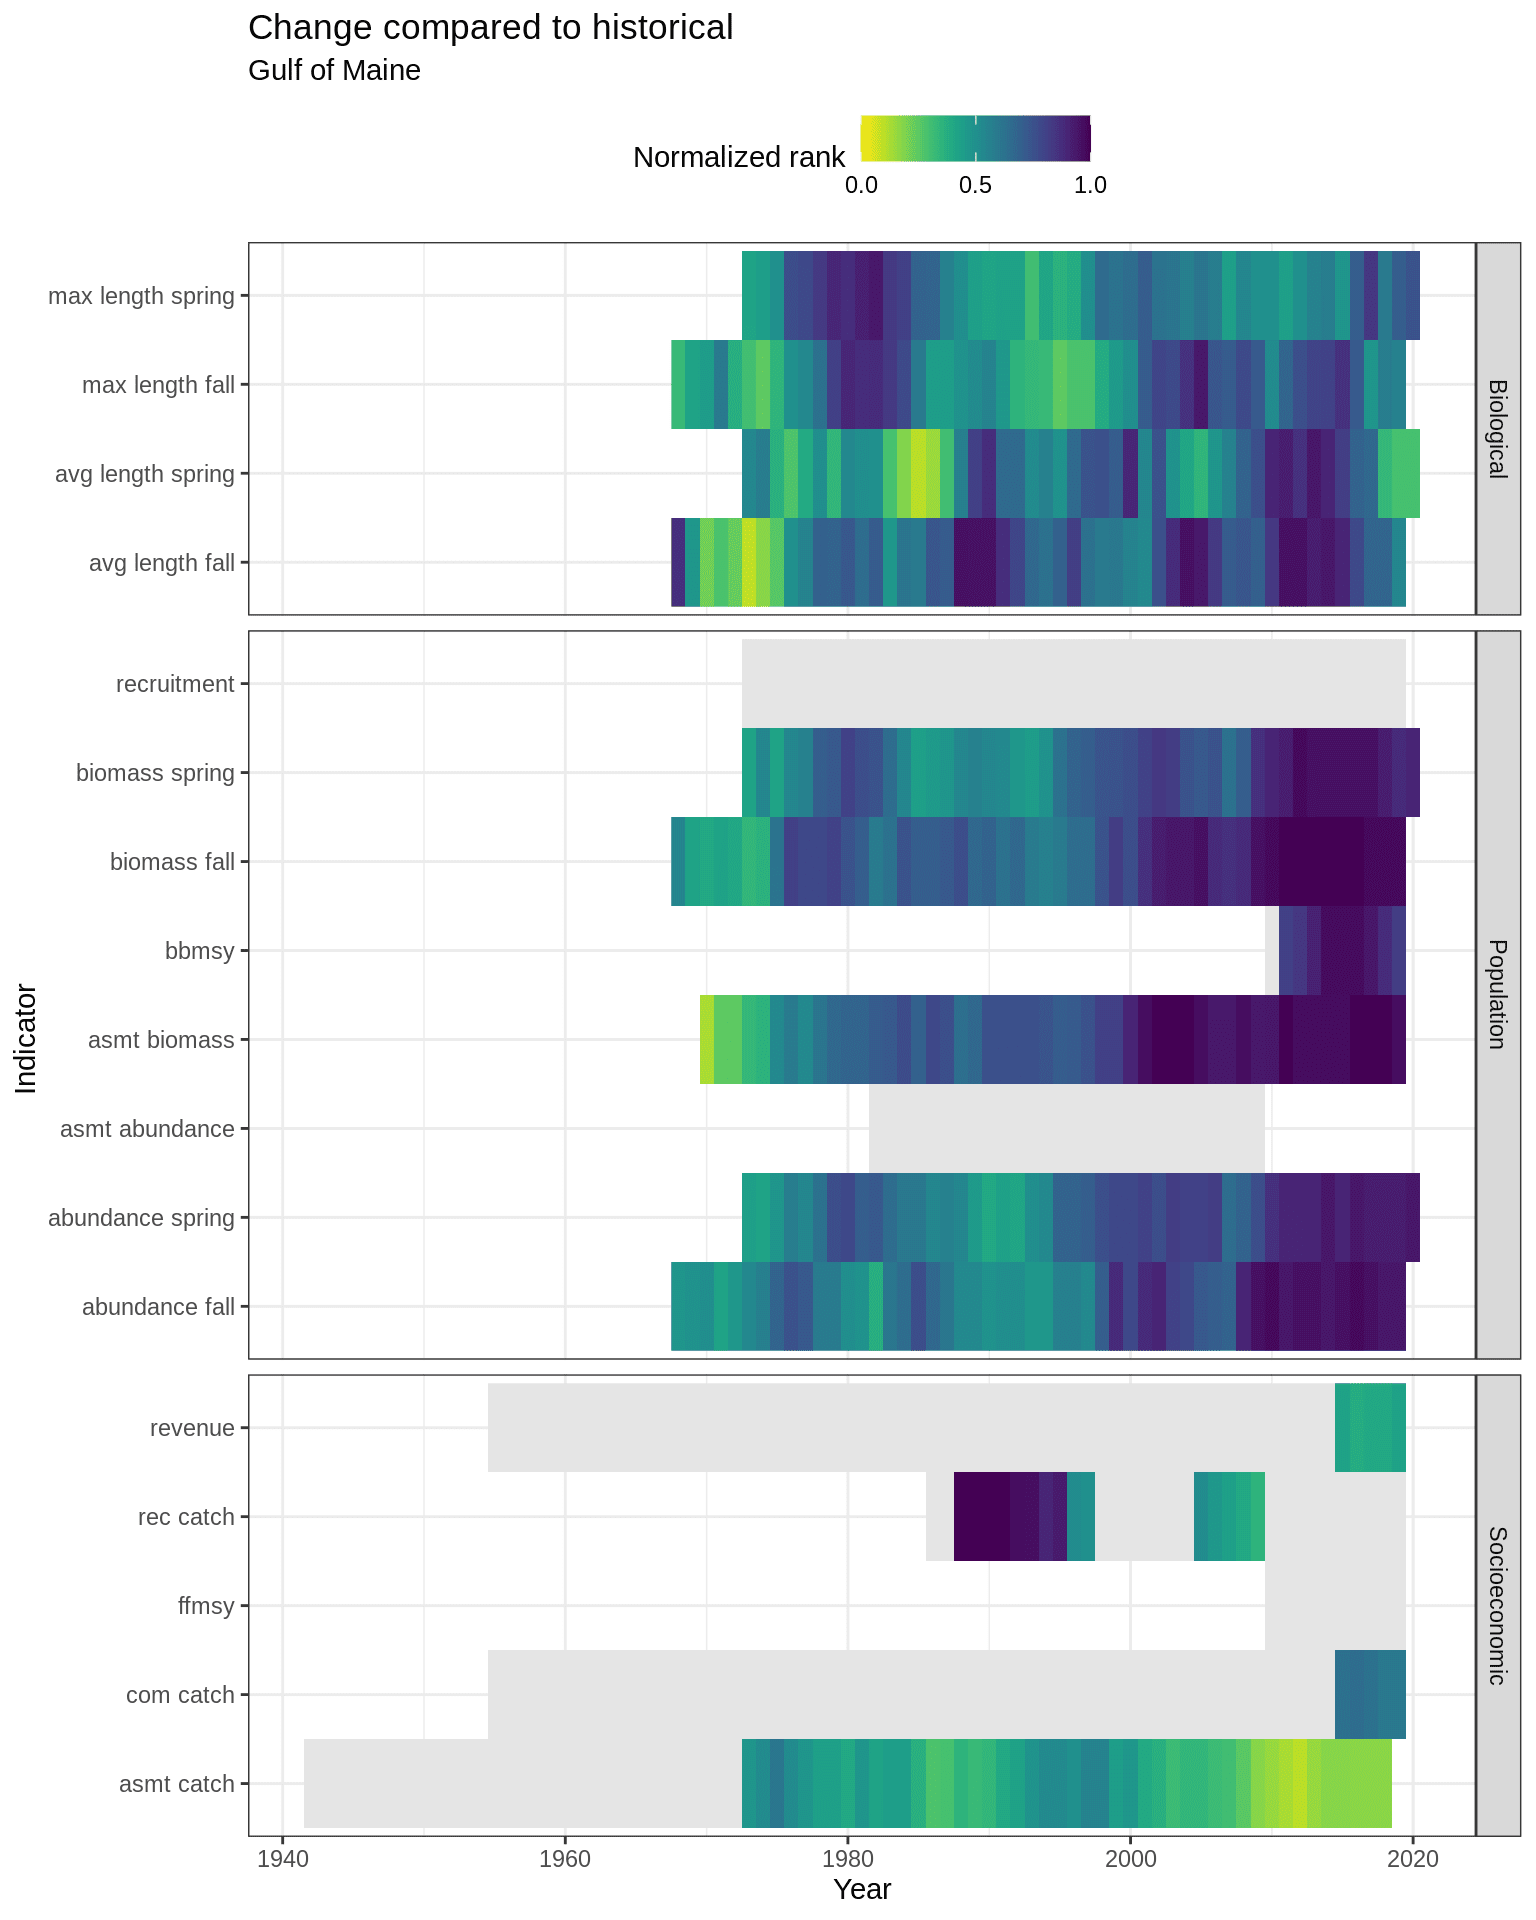 Change compared to historical
Gulf of Maine
Normalized rank
0.0 0.5 1.0
max length spring
max length fall
avg length spring
avg length fall
Biological
recruitment
biomass spring
biomass fall
bbmsy
asmt biomass
asmt abundance
abundance spring
abundance fall
Population
Indicator
revenue
rec catch
ffmsy
com catch
asmt catch
Socioeconomic
1940 1960 1980 2000 2020
Year